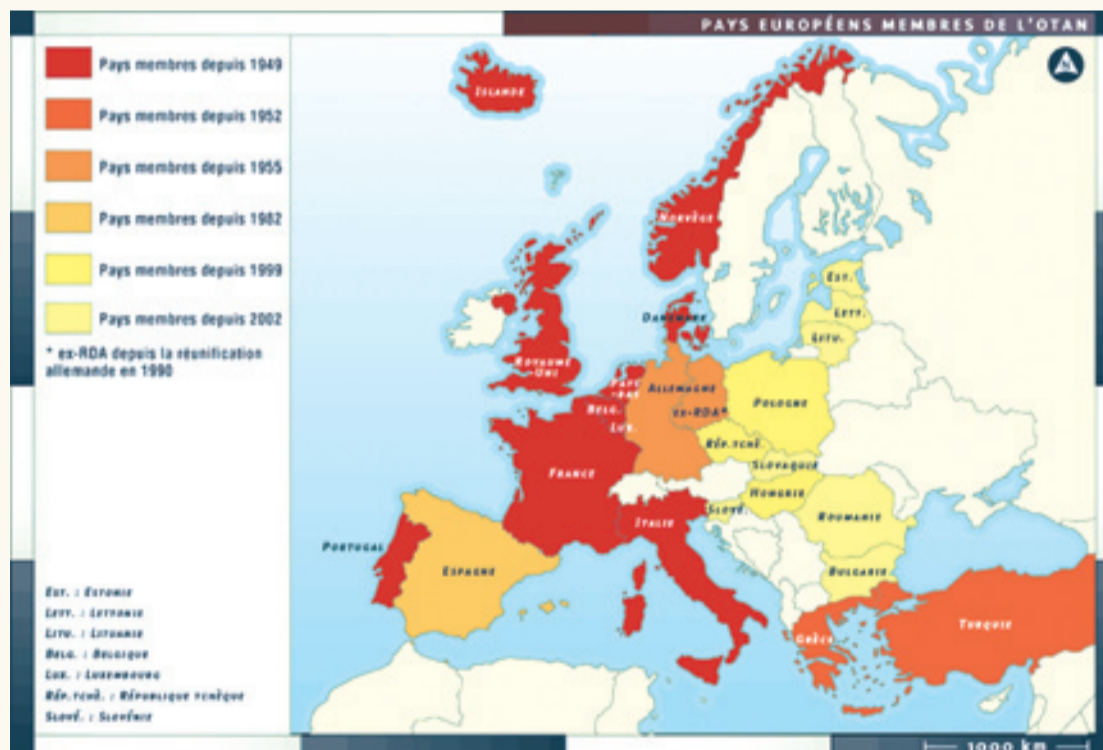 PAYS EUROPÉENS MEMBRES DE L'OTAN
Pays membres depuis 1949
Pays membres depuis 1952
Pays membres depuis 1955
Pays membres depuis 1982
Pays membres depuis 1999
Pays membres depuis 2002
* ex-RDA depuis la réunification
allemande en 1990
N
ISLANDE
NORVÈGE
EST.
LETT.
LITU.
DANEMARK
ROYAUME
-UNI
PAYS
-BAS
BELG.
LUX.
ALLEMAGNE
ex-RDA*
POLOGNE
RÉP.TCHÈ.
SLOVAQUIE
FRANCE
HONGRIE
SLOVÉ.
ITALIE
ROUMANIE
PORTUGAL
ESPAGNE
BULGARIE
GRÈCE
TURQUIE
EST. : ESTONIE
LETT. : LETTONIE
LITU. : LITUANIE
BELG. : BELGIQUE
LUX. : LUXEMBOURG
RÉP.TCHÈ. : RÉPUBLIQUE TCHÈQUE
SLOVÉ. : SLOVÉNIE
1000 km